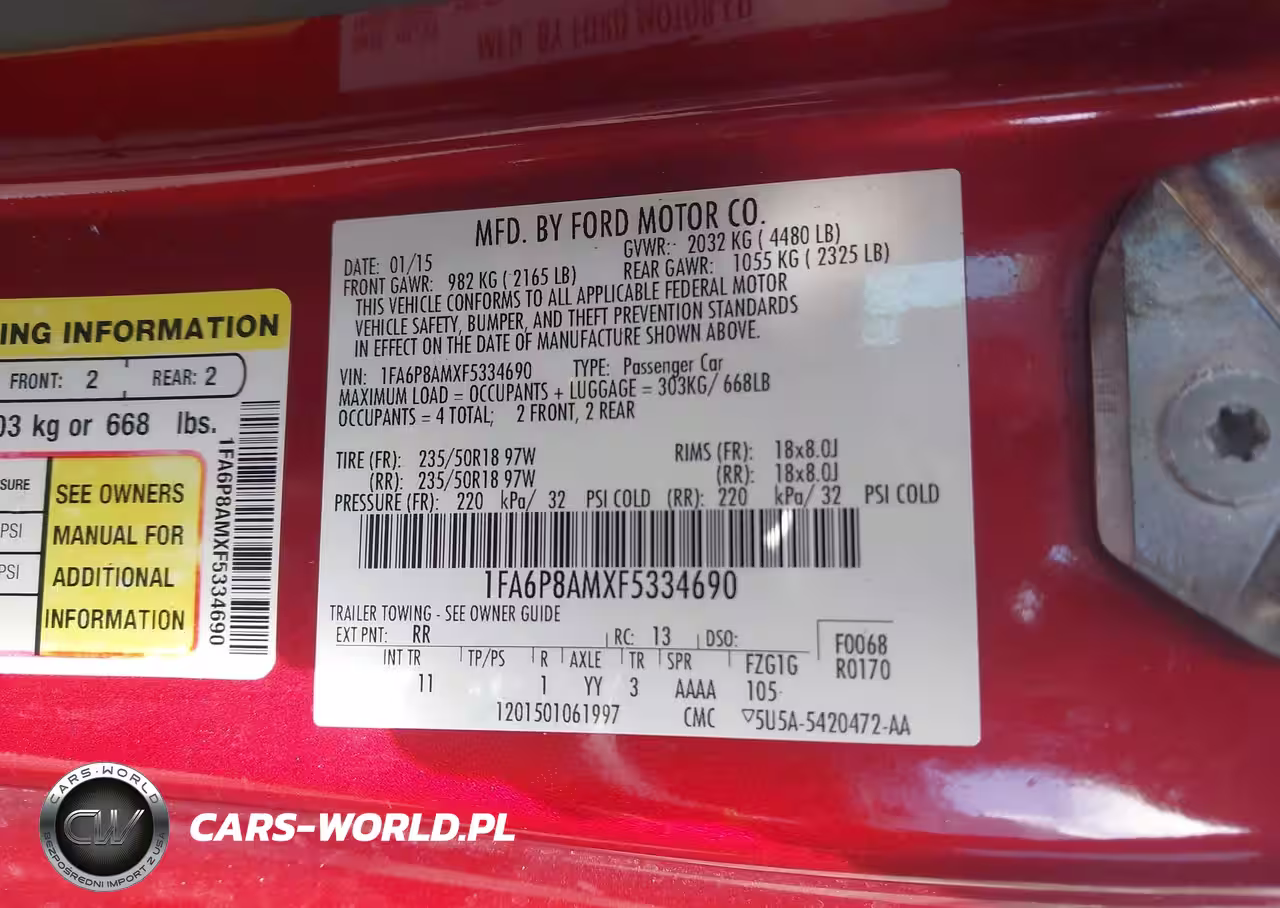 MFD. BY FORD MOTOR CO.
DATE: 01/15 GVWR: 2032 KG ( 4480 LB)
FRONT GAWR: 982 KG ( 2165 LB) REAR GAWR: 1055 KG ( 2325 LB)
THIS VEHICLE CONFORMS TO ALL APPLICABLE FEDERAL MOTOR
VEHICLE SAFETY, BUMPER, AND THEFT PREVENTION STANDARDS
IN EFFECT ON THE DATE OF MANUFACTURE SHOWN ABOVE.
VIN: 1FA6P8AMXF5334690 TYPE: Passenger Car
MAXIMUM LOAD = OCCUPANTS + LUGGAGE = 303KG/ 668LB
OCCUPANTS = 4 TOTAL; 2 FRONT, 2 REAR
TIRE (FR): 235/50R18 97W RIMS (FR): 18x8.0J
(RR): 235/50R18 97W (RR): 18x8.0J
PRESSURE (FR): 220 kPa/ 32 PSI COLD (RR): 220 kPa/ 32 PSI COLD
1FA6P8AMXF5334690
TRAILER TOWING - SEE OWNER GUIDE
EXT PNT: RR RC: 13 DSO: F0068
INT TR TP/PS R AXLE TR SPR FZG1G R0170
11 1 YY 3 AAAA 105
1201501061997 CMC ▽5U5A-5420472-AA
ING INFORMATION
FRONT: 2 REAR: 2
03 kg or 668 lbs.
SURE
PSI
PSI
SEE OWNERS
MANUAL FOR
ADDITIONAL
INFORMATION
1FA6P8AMXF5334690
CARS-WORLD
CW
BEZPOŚREDNI IMPORT Z USA
CARS-WORLD.PL